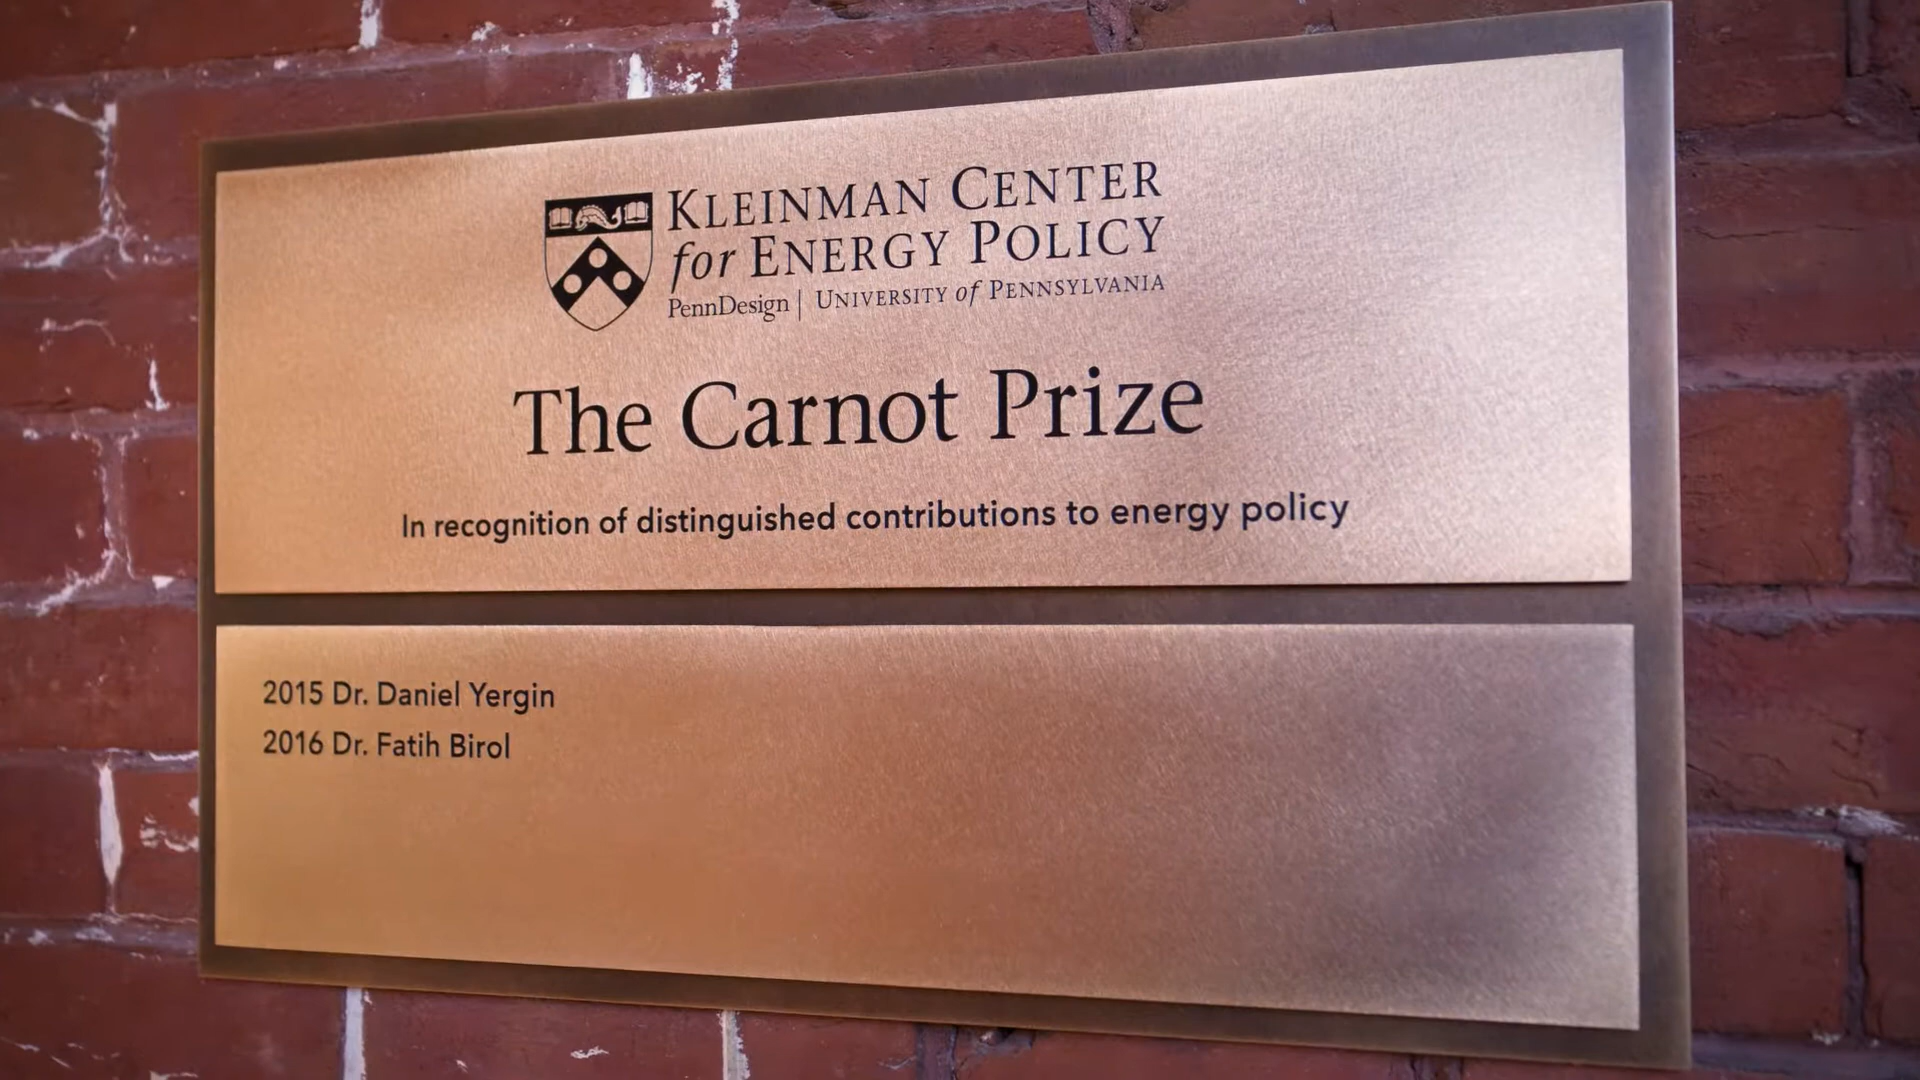 KLEINMAN CENTER
for ENERGY POLICY
PennDesign | UNIVERSITY of PENNSYLVANIA
The Carnot Prize
In recognition of distinguished contributions to energy policy
2015 Dr. Daniel Yergin
2016 Dr. Fatih Birol